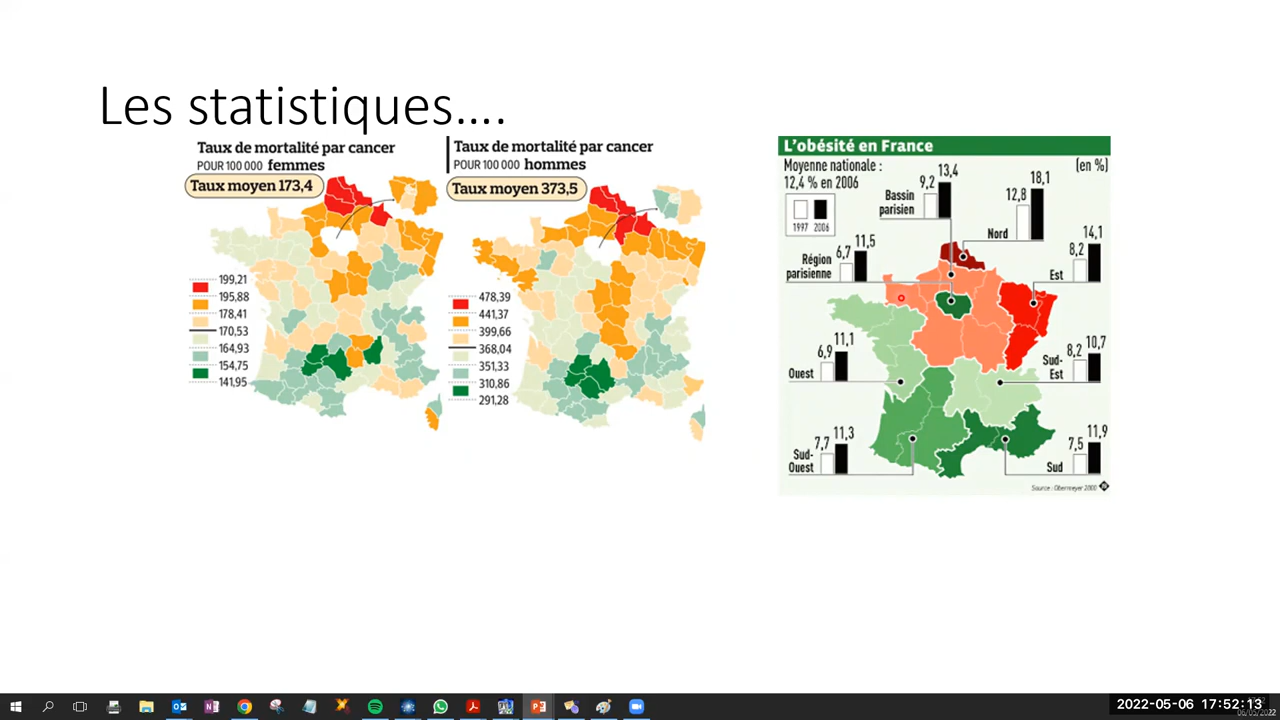 Les statistiques....
Taux de mortalité par cancer
POUR 100 000 femmes
Taux moyen 173,4
199,21
195,88
178,41
170,53
164,93
154,75
141,95
Taux de mortalité par cancer
POUR 100 000 hommes
Taux moyen 373,5
478,39
441,37
399,66
368,04
351,33
310,86
291,28
L'obésité en France
Moyenne nationale :
12,4 % en 2006
(en %)
1997 2006
Bassin
parisien
9,2 13,4
Nord
12,8 18,1
Région
parisienne
6,7 11,5
Est
8,2 14,1
Ouest
6,9 11,1
Sud-
Est
8,2 10,7
Sud-
Ouest
7,7 11,3
Sud
7,5 11,9
Source : Obermeyer 2000
2022-05-06 17:52:13
06/05/2022